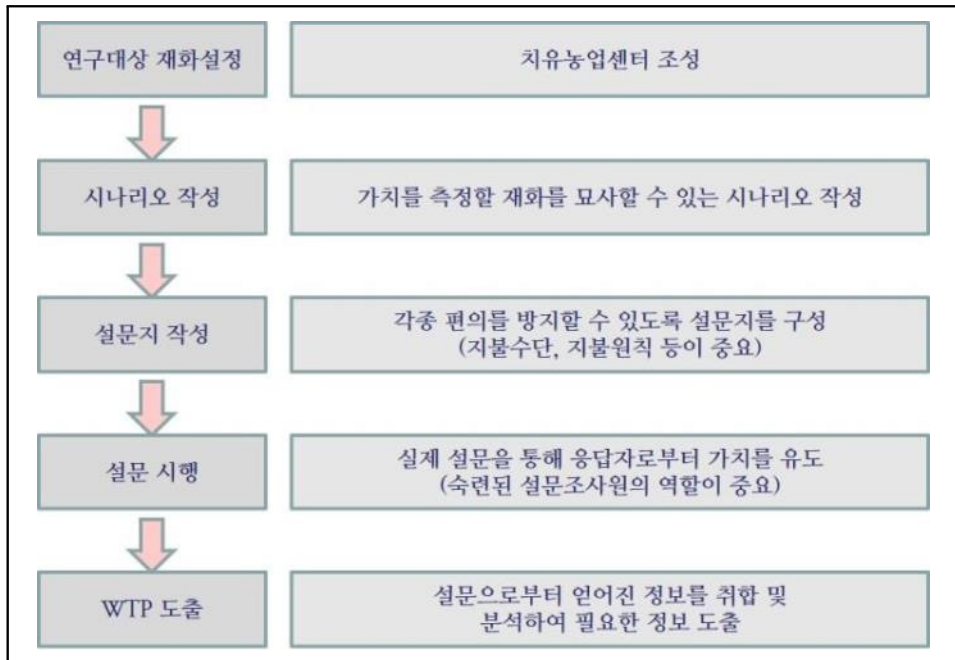 연구대상 재화설정
치유농업센터 조성
시나리오 작성
가치를 측정할 재화를 묘사할 수 있는 시나리오 작성
설문지 작성
각종 편의를 방지할 수 있도록 설문지를 구성
(지불수단, 지불원칙 등이 중요)
설문 시행
실제 설문을 통해 응답자로부터 가치를 유도
(숙련된 설문조사원의 역할이 중요)
WTP 도출
설문으로부터 얻어진 정보를 취합 및
분석하여 필요한 정보 도출